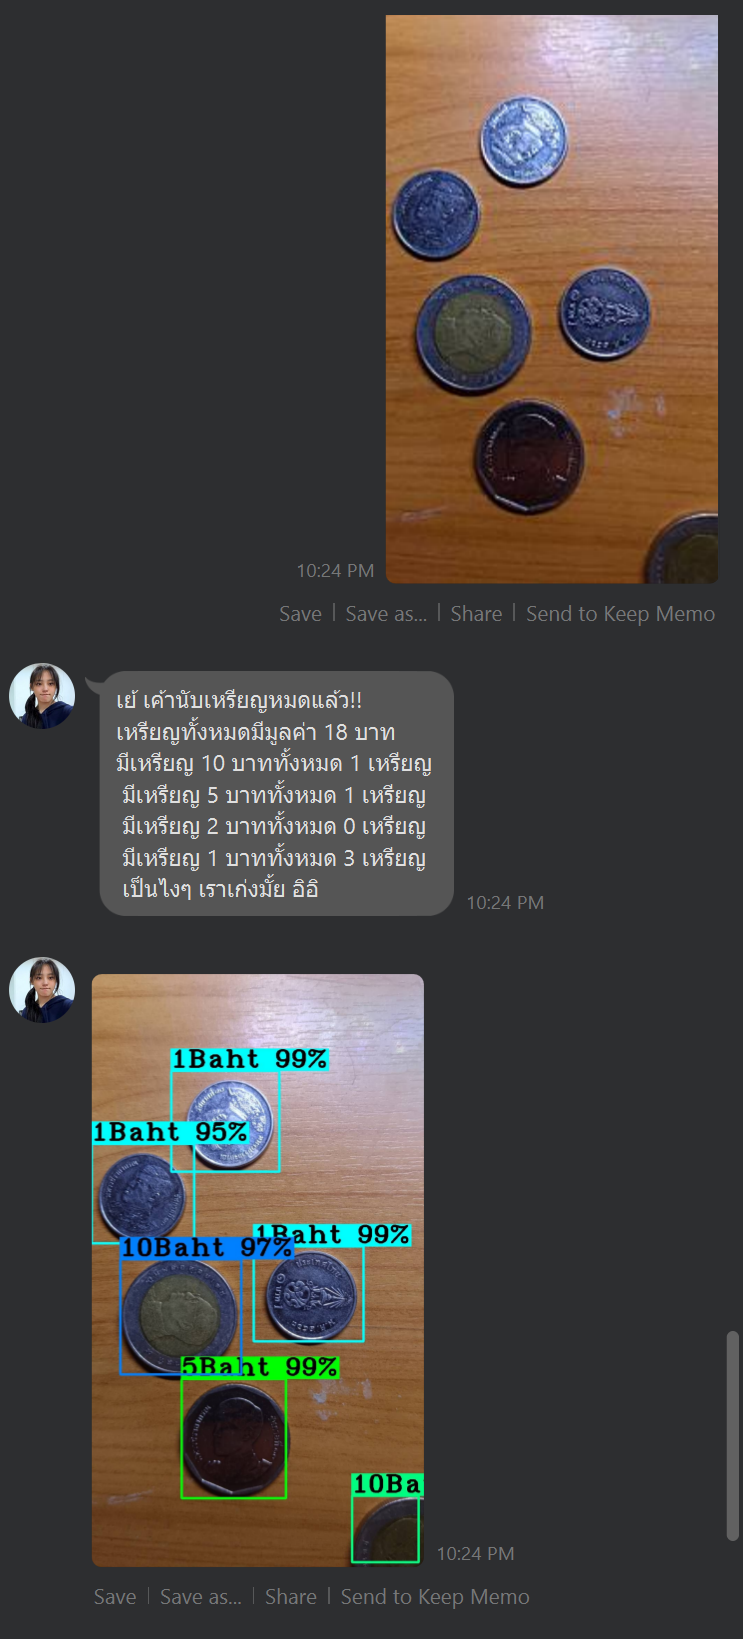 10:24 PM
Save | Save as... | Share | Send to Keep Memo
เย้ เค้านับเหรียญหมดแล้ว!!
เหรียญทั้งหมดมีมูลค่า 18 บาท
มีเหรียญ 10 บาททั้งหมด 1 เหรียญ
มีเหรียญ 5 บาททั้งหมด 1 เหรียญ
มีเหรียญ 2 บาททั้งหมด 0 เหรียญ
มีเหรียญ 1 บาททั้งหมด 3 เหรียญ
เป็นไงๆ เราเก่งมั้ย อิอิ
10:24 PM
1Baht 99%
1Baht 95%
1Baht 99%
10Baht 97%
5Baht 99%
10Ba
10:24 PM
Save | Save as... | Share | Send to Keep Memo